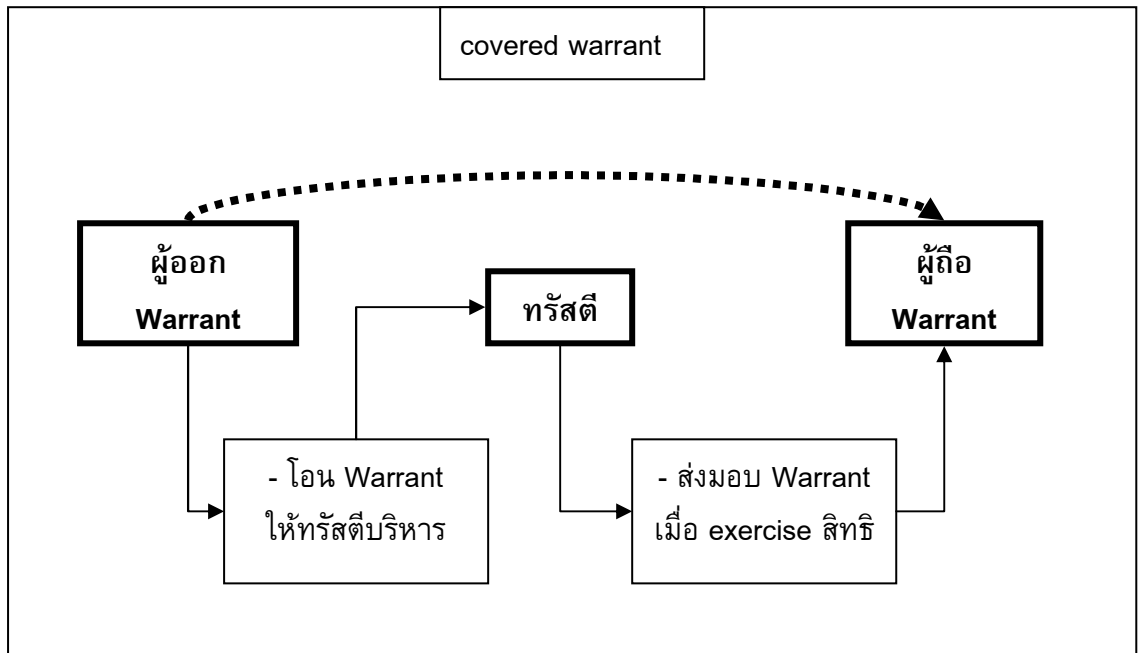 covered warrant
ผู้ออก
Warrant
ทรัสตี
ผู้ถือ
Warrant
- โอน Warrant
ให้ทรัสตีบริหาร
- ส่งมอบ Warrant
เมื่อ exercise สิทธิ